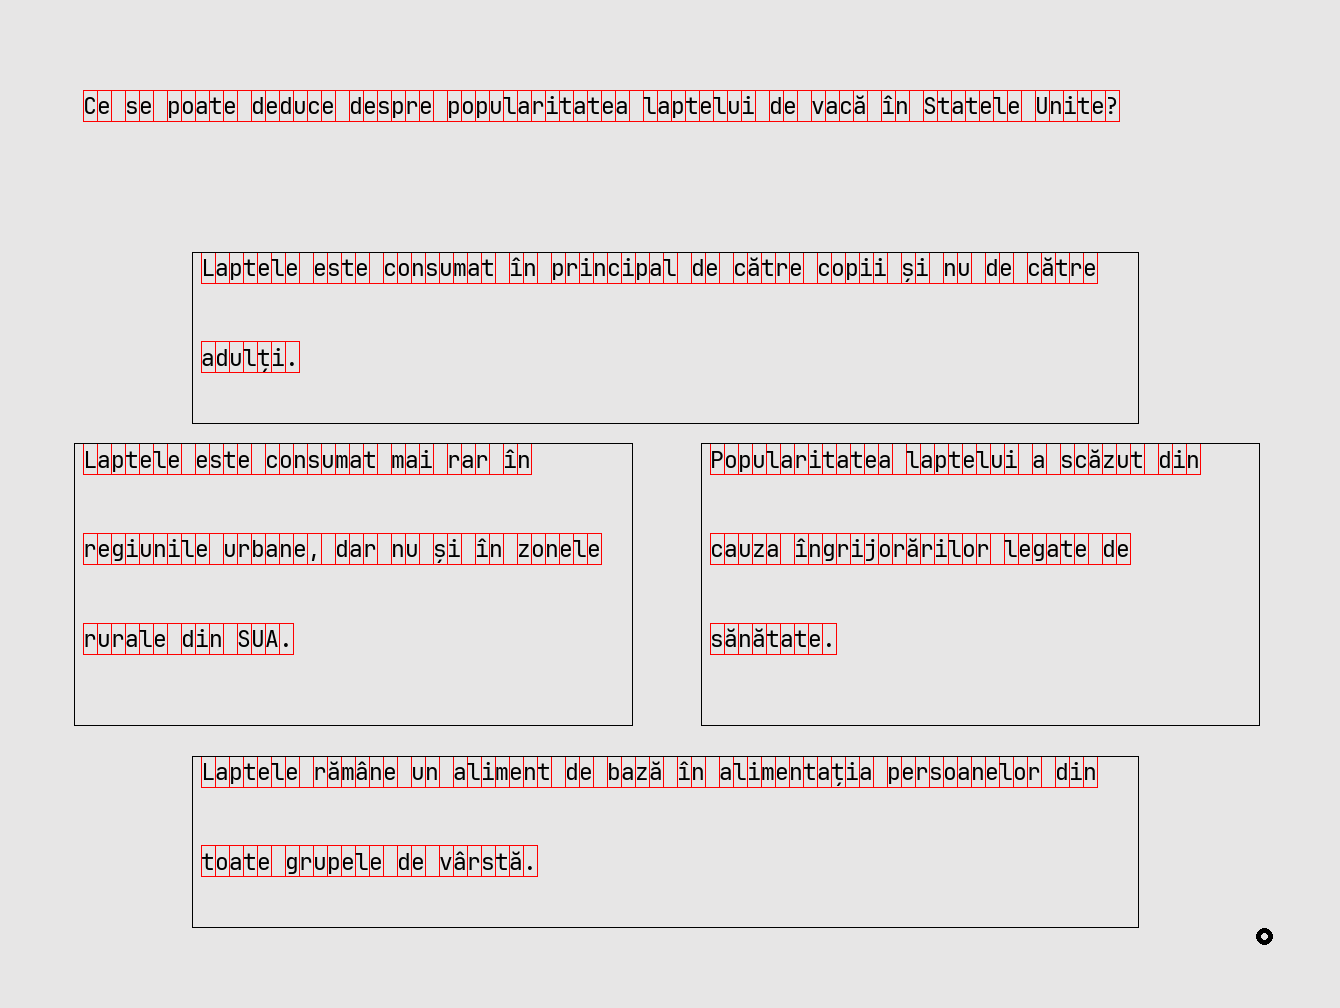 Ce se poate deduce despre popularitatea laptelui de vacă în Statele Unite?
Laptele este consumat în principal de către copii și nu de către
adulți.
Laptele este consumat mai rar în
regiunile urbane, dar nu și în zonele
rurale din SUA.
Popularitatea laptelui a scăzut din
cauza îngrijorărilor legate de
sănătate.
Laptele rămâne un aliment de bază în alimentația persoanelor din
toate grupele de vârstă.